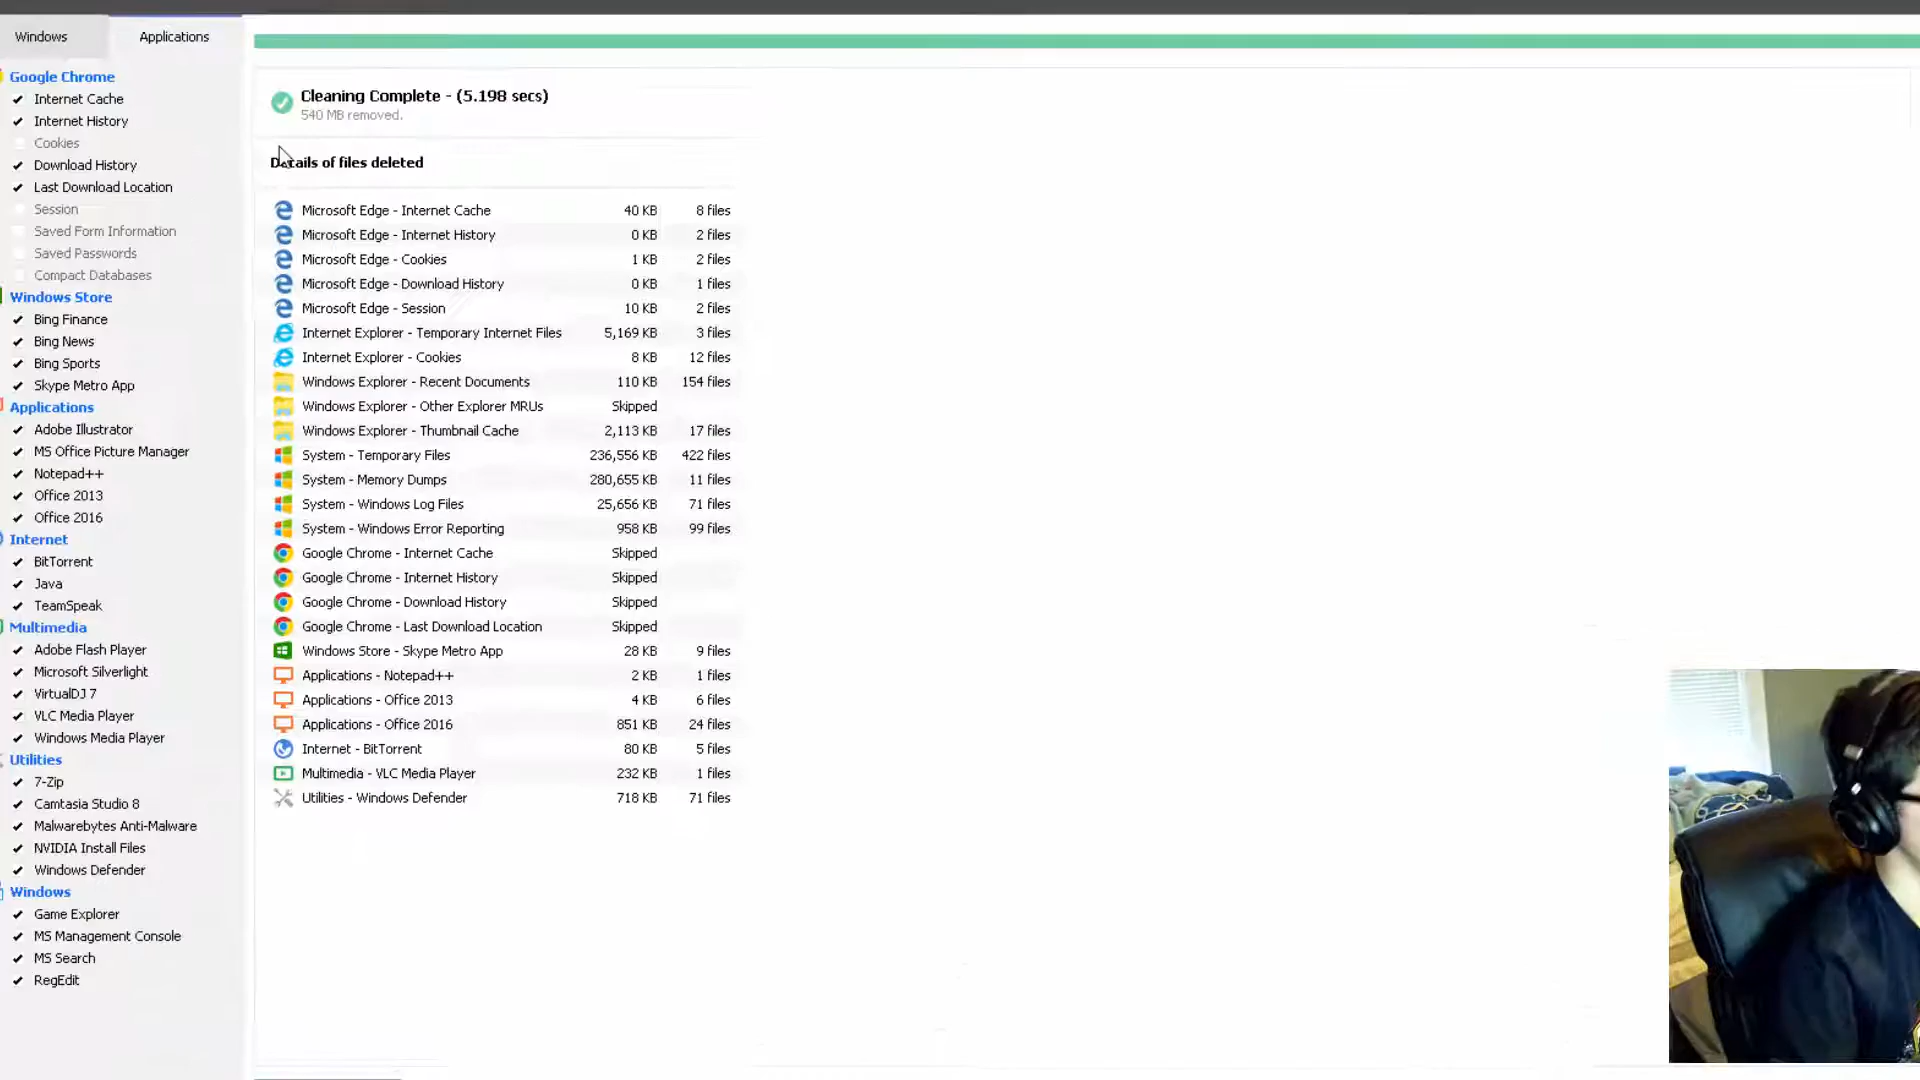 Windows
Applications
Google Chrome
Internet Cache
Internet History
Cookies
Download History
Last Download Location
Session
Saved Form Information
Saved Passwords
Compact Databases
Windows Store
Bing Finance
Bing News
Bing Sports
Skype Metro App
Applications
Adobe Illustrator
MS Office Picture Manager
Notepad++
Office 2013
Office 2016
Internet
BitTorrent
Java
TeamSpeak
Multimedia
Adobe Flash Player
Microsoft Silverlight
VirtualDJ 7
VLC Media Player
Windows Media Player
Utilities
7-Zip
Camtasia Studio 8
Malwarebytes Anti-Malware
NVIDIA Install Files
Windows Defender
Windows
Game Explorer
MS Management Console
MS Search
RegEdit
Cleaning Complete - (5.198 secs)
540 MB removed.
Details of files deleted
Microsoft Edge - Internet Cache 40 KB 8 files
Microsoft Edge - Internet History 0 KB 2 files
Microsoft Edge - Cookies 1 KB 2 files
Microsoft Edge - Download History 0 KB 1 files
Microsoft Edge - Session 10 KB 2 files
Internet Explorer - Temporary Internet Files 5,169 KB 3 files
Internet Explorer - Cookies 8 KB 12 files
Windows Explorer - Recent Documents 110 KB 154 files
Windows Explorer - Other Explorer MRUs Skipped
Windows Explorer - Thumbnail Cache 2,113 KB 17 files
System - Temporary Files 236,556 KB 422 files
System - Memory Dumps 280,655 KB 11 files
System - Windows Log Files 25,656 KB 71 files
System - Windows Error Reporting 958 KB 99 files
Google Chrome - Internet Cache Skipped
Google Chrome - Internet History Skipped
Google Chrome - Download History Skipped
Google Chrome - Last Download Location Skipped
Windows Store - Skype Metro App 28 KB 9 files
Applications - Notepad++ 2 KB 1 files
Applications - Office 2013 4 KB 6 files
Applications - Office 2016 851 KB 24 files
Internet - BitTorrent 80 KB 5 files
Multimedia - VLC Media Player 232 KB 1 files
Utilities - Windows Defender 718 KB 71 files